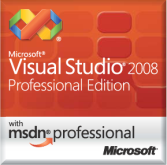 Microsoft®
Visual Studio® 2008
Professional Edition
with
msdn® professional
Microsoft